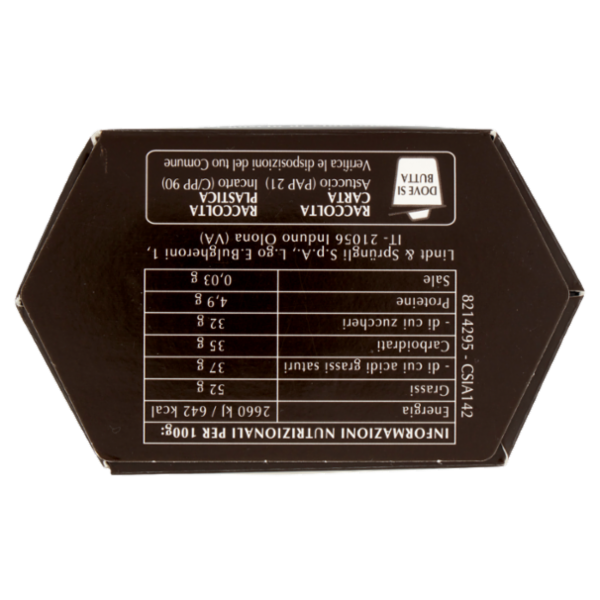 INFORMAZIONI NUTRIZIONALI PER 100g:
Energia 2660 kJ / 642 kcal
Grassi 52 g
- di cui acidi grassi saturi 37 g
Carboidrati 35 g
- di cui zuccheri 32 g
Proteine 4,9 g
Sale 0,03 g
8214295 - CSIA142
Lindt & Sprüngli S.p.A., L.go E.Bulgheroni 1,
IT - 21056 Induno Olona (VA)
DOVE SI
BUTTA
RACCOLTA RACCOLTA
CARTA PLASTICA
Astuccio (PAP 21) Incarto (C/PP 90)
Verifica le disposizioni del tuo Comune